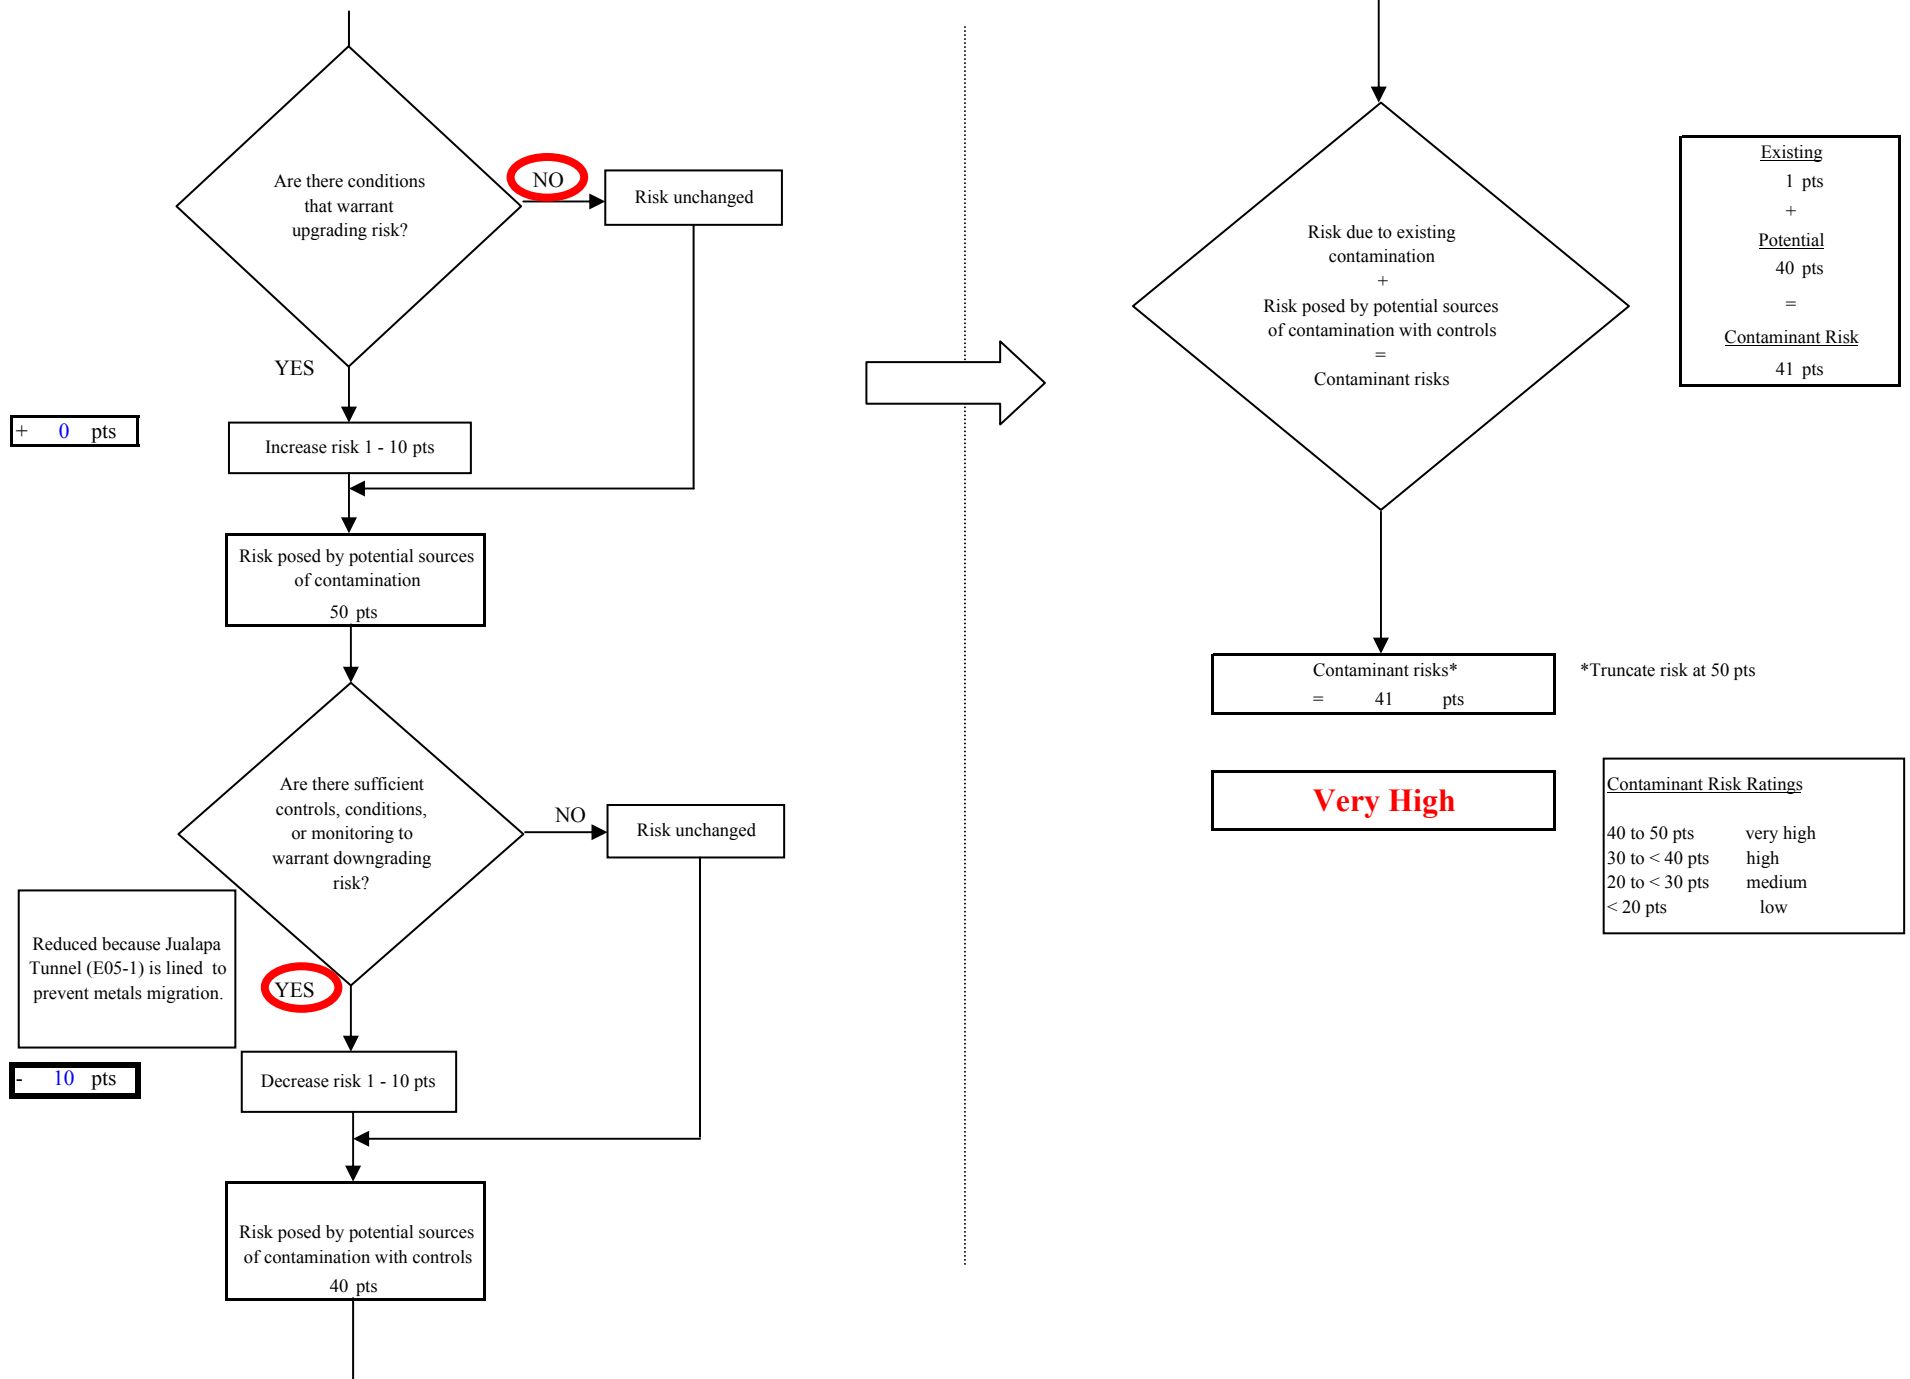 Are there conditions
that warrant
upgrading risk?
NO
Risk unchanged
YES
+ 0 pts
Increase risk 1 - 10 pts
Risk posed by potential sources
of contamination
50 pts
Are there sufficient
controls, conditions,
or monitoring to
warrant downgrading
risk?
NO
Risk unchanged
Reduced because Jualapa
Tunnel (E05-1) is lined to
prevent metals migration.
YES
- 10 pts
Decrease risk 1 - 10 pts
Risk posed by potential sources
of contamination with controls
40 pts
Risk due to existing
contamination
+
Risk posed by potential sources
of contamination with controls
=
Contaminant risks
Existing
1 pts
+
Potential
40 pts
=
Contaminant Risk
41 pts
Contaminant risks*
= 41 pts
*Truncate risk at 50 pts
Very High
Contaminant Risk Ratings
40 to 50 pts very high
30 to < 40 pts high
20 to < 30 pts medium
< 20 pts low